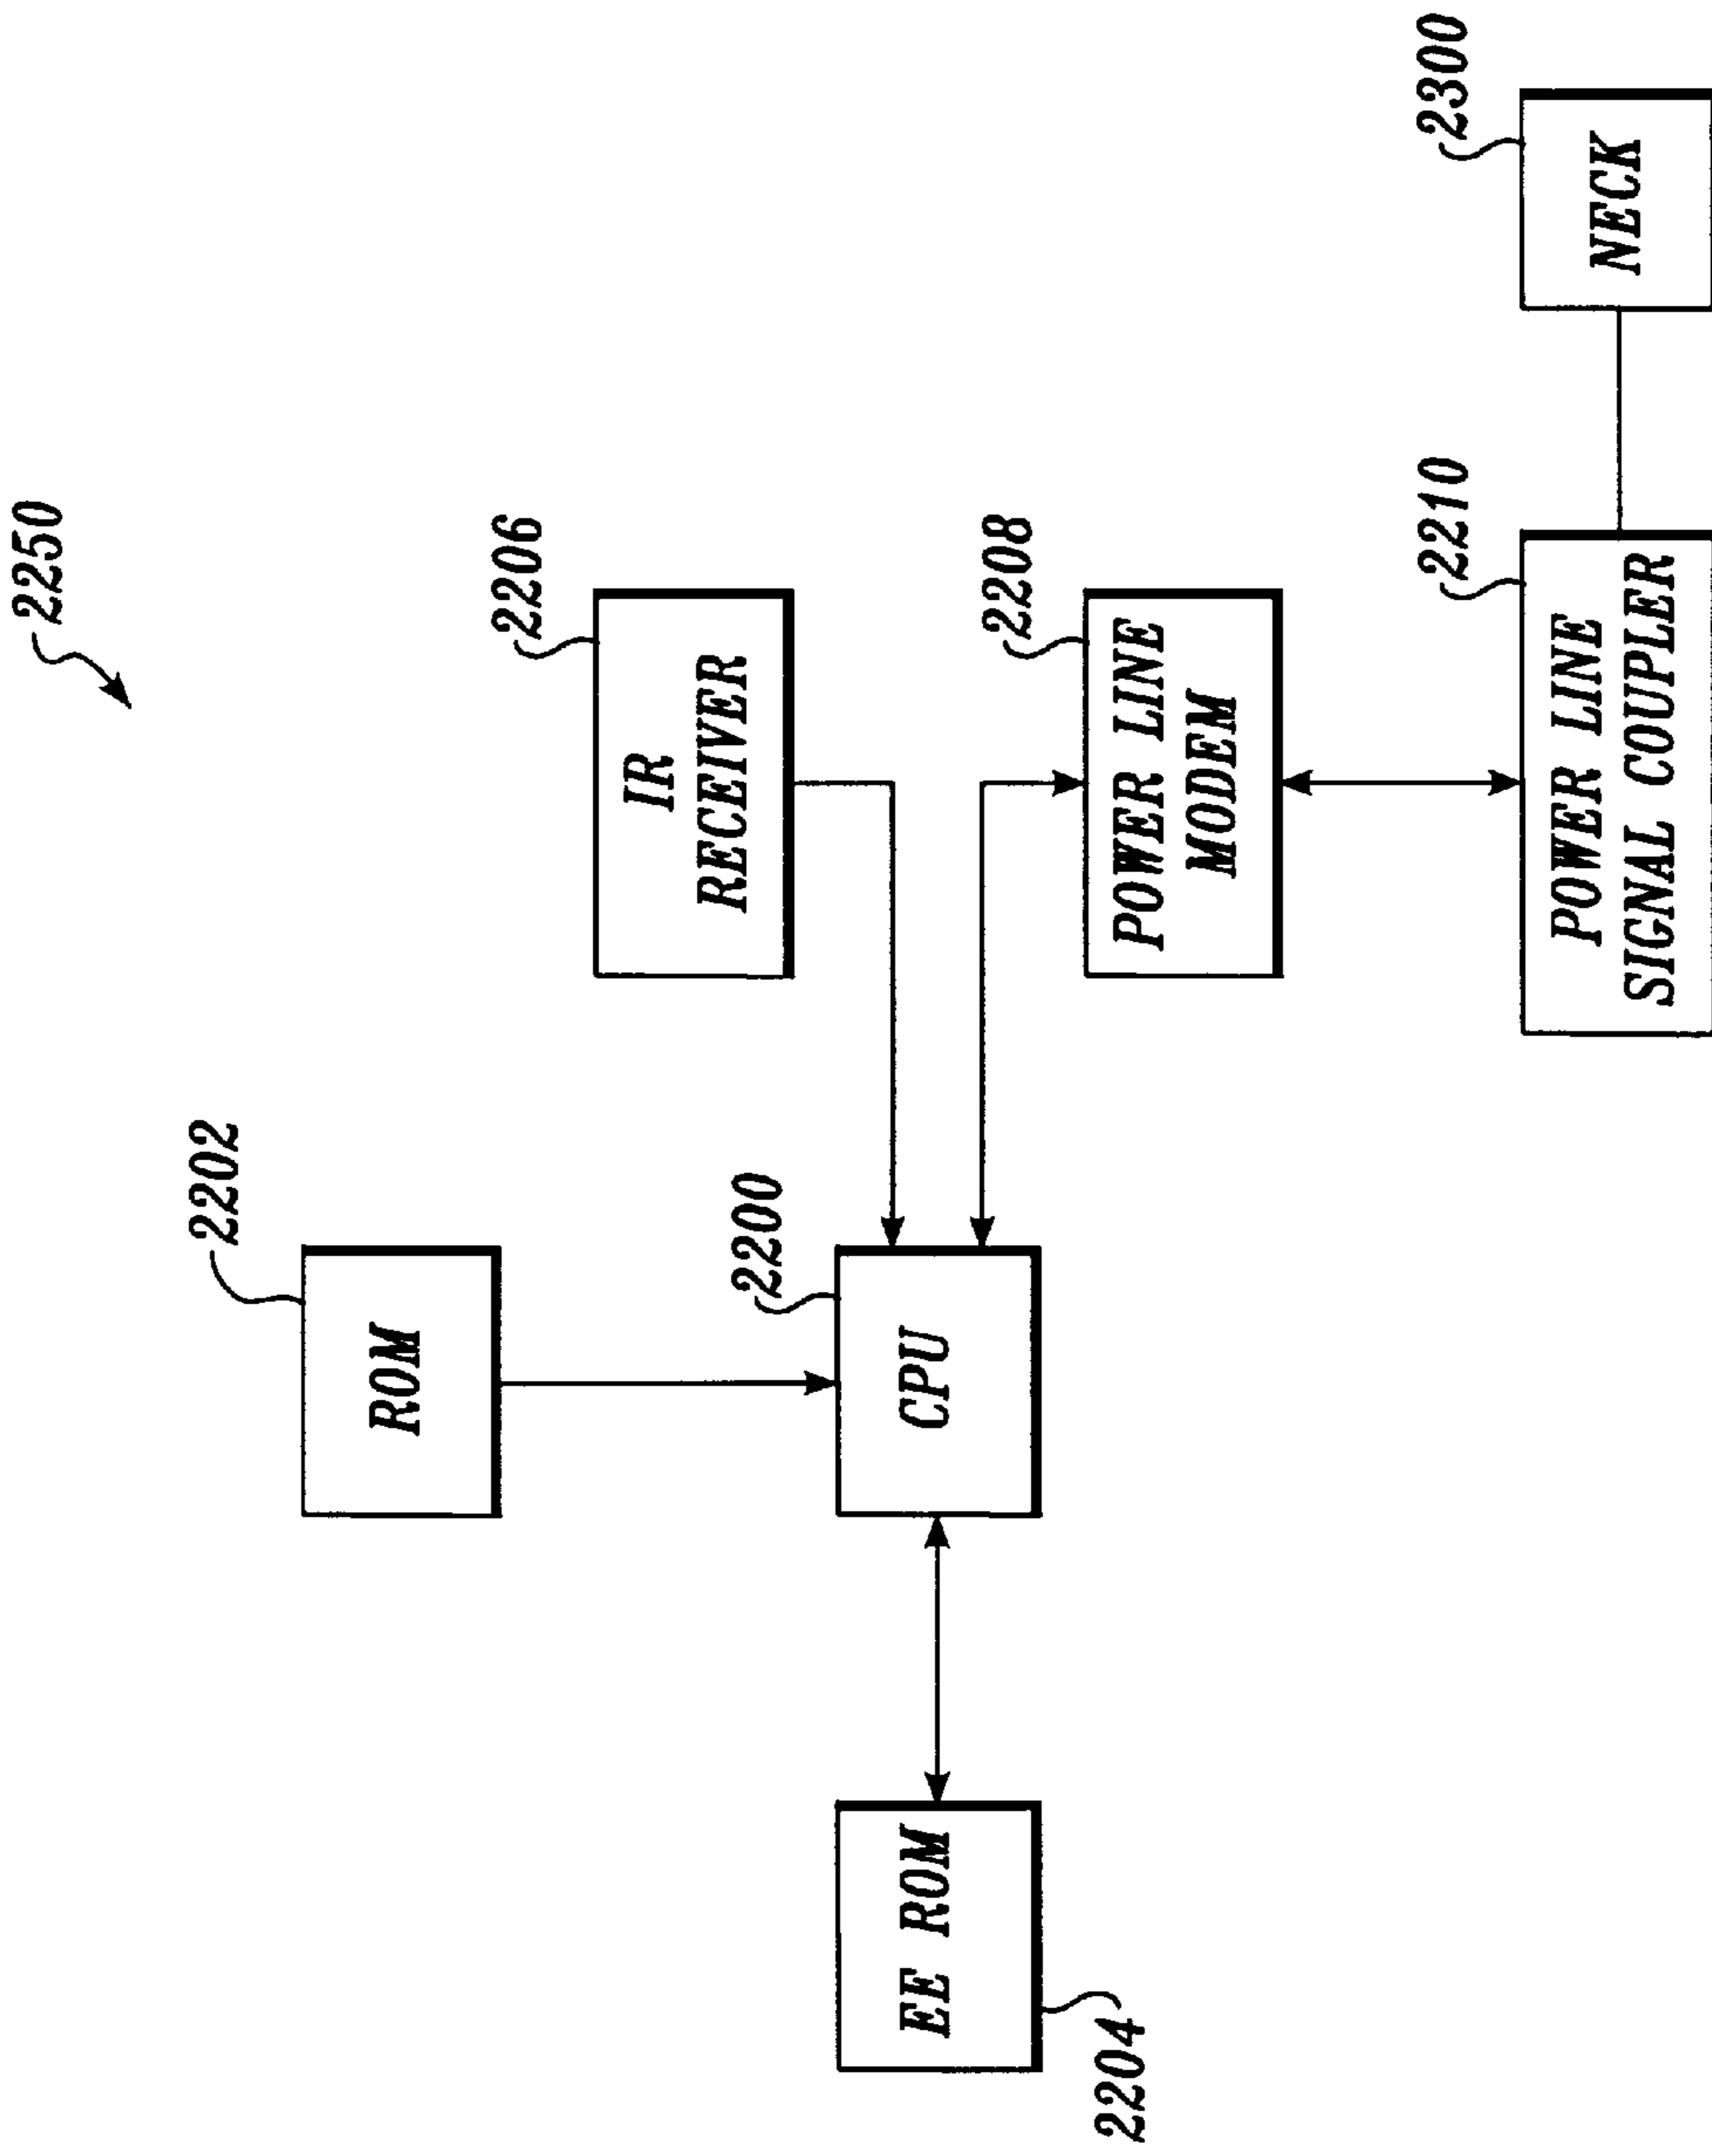 2250
2202
ROM
2206
IR
RECEIVER
2200
CPU
EE ROM
2204
2208
POWER LINE
MODEM
2210
POWER LINE
SIGNAL COUPLER
2300
NECK